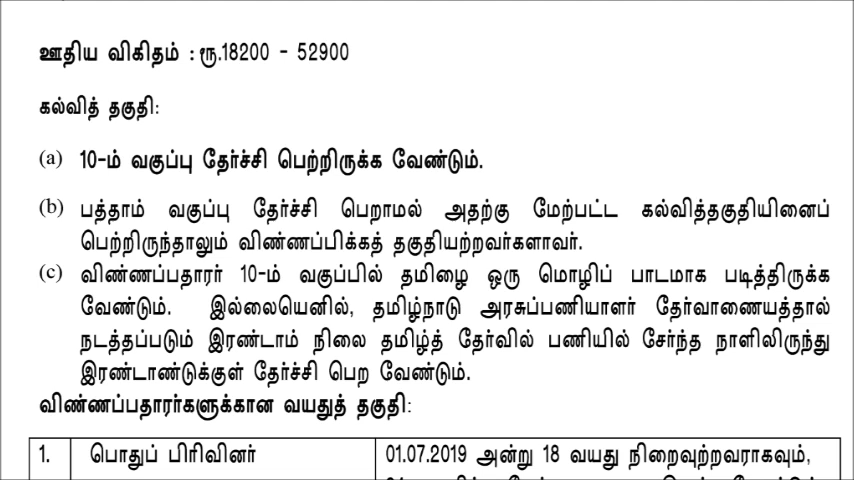 ஊதிய விகிதம் : ரூ.18200 - 52900
கல்வித் தகுதி:
(a) 10-ம் வகுப்பு தேர்ச்சி பெற்றிருக்க வேண்டும்.
(b) பத்தாம் வகுப்பு தேர்ச்சி பெறாமல் அதற்கு மேற்பட்ட கல்வித்தகுதியினைப்
பெற்றிருந்தாலும் விண்ணப்பிக்கத் தகுதியற்றவர்களாவர்.
(c) விண்ணப்பதாரர் 10-ம் வகுப்பில் தமிழை ஒரு மொழிப் பாடமாக படித்திருக்க
வேண்டும். இல்லையெனில், தமிழ்நாடு அரசுப்பணியாளர் தேர்வாணையத்தால்
நடத்தப்படும் இரண்டாம் நிலை தமிழ்த் தேர்வில் பணியில் சேர்ந்த நாளிலிருந்து
இரண்டாண்டுக்குள் தேர்ச்சி பெற வேண்டும்.
விண்ணப்பதாரர்களுக்கான வயதுத் தகுதி:
1. பொதுப் பிரிவினர் 01.07.2019 அன்று 18 வயது நிறைவுற்றவராகவும்,